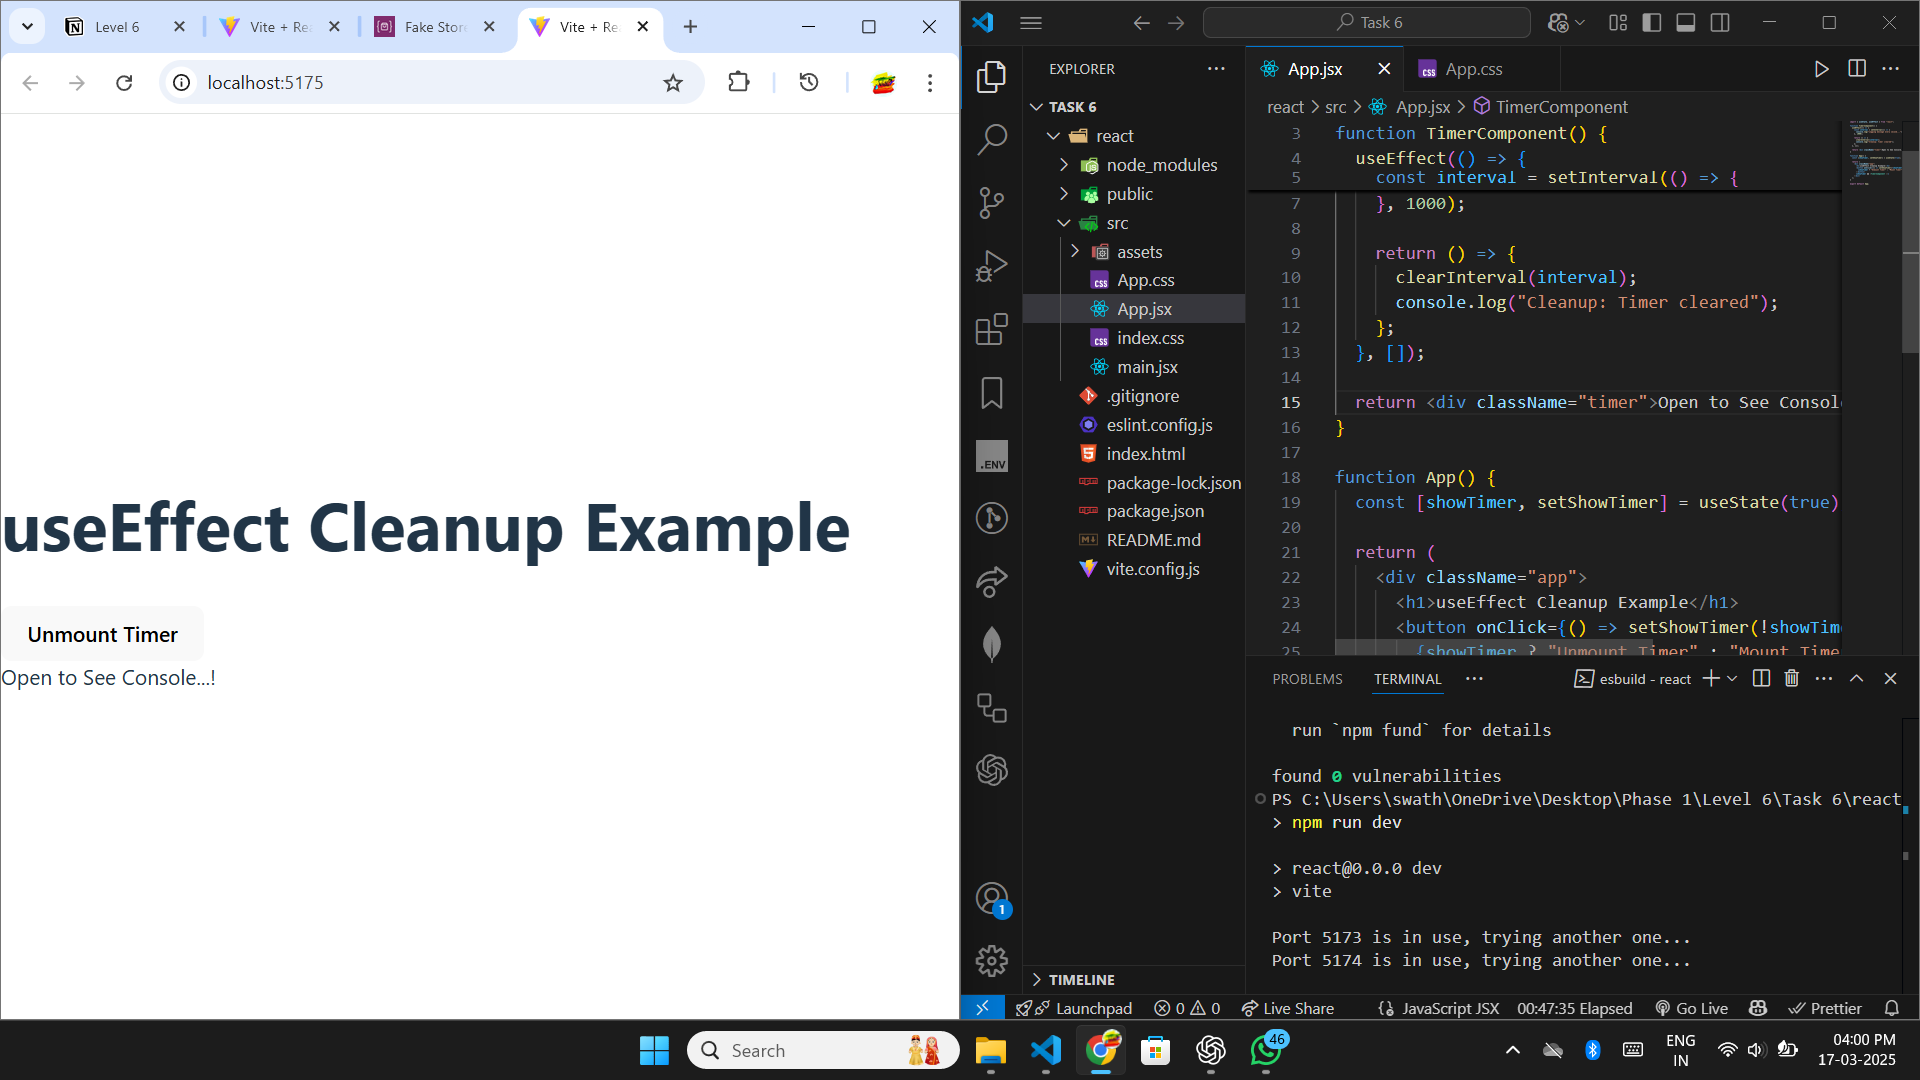 Level 6
Vite + Re
Fake Stor
Vite + Re
localhost:5175
useEffect Cleanup Example
Unmount Timer
Open to See Console...!
Task 6
EXPLORER
TASK 6
react
node_modules
public
src
assets
App.css
App.jsx
index.css
main.jsx
.gitignore
eslint.config.js
index.html
package-lock.json
package.json
README.md
vite.config.js
TIMELINE
.ENV
1
App.jsx
App.css
react > src > App.jsx > TimerComponent
3 function TimerComponent() {
4 useEffect(() => {
5 const interval = setInterval(() => {
7 }, 1000);
8
9 return () => {
10 clearInterval(interval);
11 console.log("Cleanup: Timer cleared");
12 };
13 }, []);
14
15 return <div className="timer">Open to See Consol
16 }
17
18 function App() {
19 const [showTimer, setShowTimer] = useState(true)
20
21 return (
22 <div className="app">
23 <h1>useEffect Cleanup Example</h1>
24 <button onClick={() => setShowTimer(!showTim
25 {showTimer ? "Unmount Timer" : "Mount Time
PROBLEMS
TERMINAL
esbuild - react
run `npm fund` for details
found 0 vulnerabilities
PS C:\Users\swath\OneDrive\Desktop\Phase 1\Level 6\Task 6\react
> npm run dev
> react@0.0.0 dev
> vite
Port 5173 is in use, trying another one...
Port 5174 is in use, trying another one...
Launchpad
0 0
Live Share
JavaScript JSX
00:47:35 Elapsed
Go Live
Prettier
Search
46
ENG
IN
04:00 PM
17-03-2025